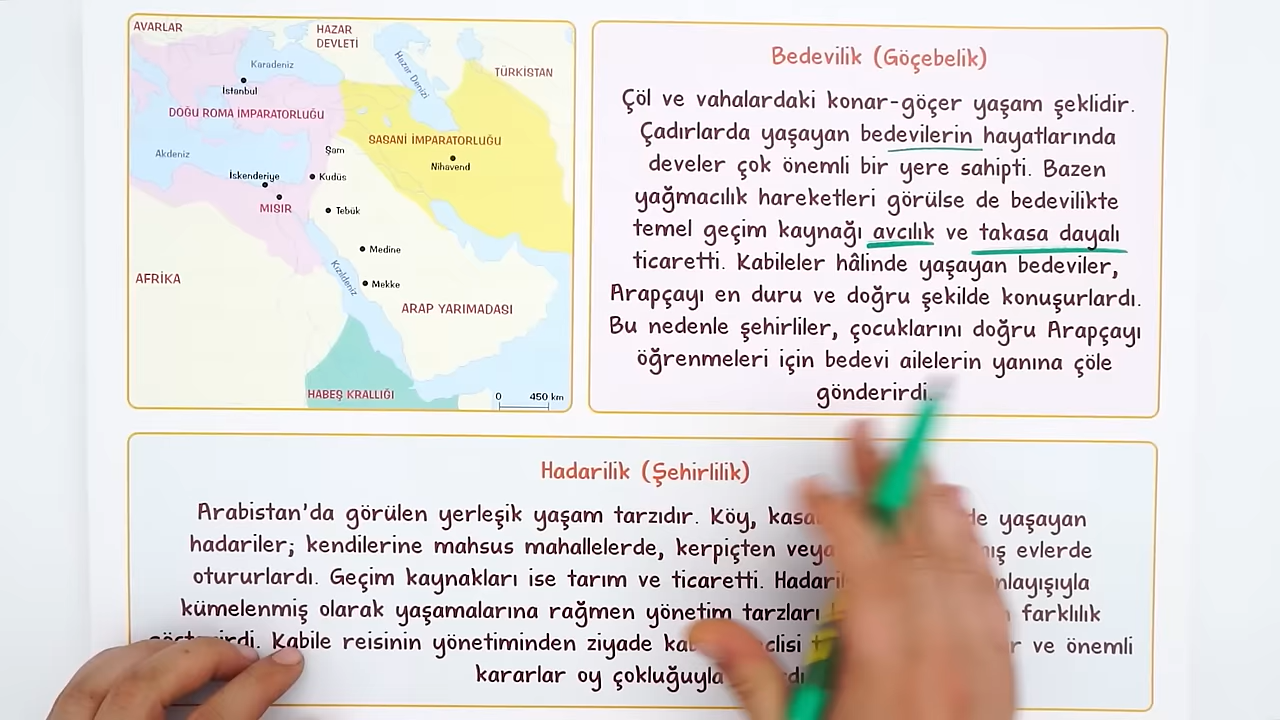 AVARLAR
HAZAR
DEVLETİ
Karadeniz
Hazar Denizi
TÜRKİSTAN
İstanbul
DOĞU ROMA İMPARATORLUĞU
SASANİ İMPARATORLUĞU
Şam
Akdeniz
Nihavend
İskenderiye
Kudüs
MISIR
Tebük
Medine
AFRİKA
Kızıldeniz
Mekke
ARAP YARIMADASI
HABEŞ KRALLIĞI
0 450 km
Bedevilik (Göçebelik)
Çöl ve vahalardaki konar-göçer yaşam şeklidir.
Çadırlarda yaşayan bedevilerin hayatlarında
develer çok önemli bir yere sahipti. Bazen
yağmacılık hareketleri görülse de bedevilikte
temel geçim kaynağı avcılık ve takasa dayalı
ticaretti. Kabileler hâlinde yaşayan bedeviler,
Arapçayı en duru ve doğru şekilde konuşurlardı.
Bu nedenle şehirliler, çocuklarını doğru Arapçayı
öğrenmeleri için bedevi ailelerin yanına çöle
gönderirdi.
Hadarilik (Şehirlilik)
Arabistan'da görülen yerleşik yaşam tarzıdır. Köy, yaşayan
hadariler; kendilerine mahsus mahallelerde, kerpiçten evlerde
otururlardı. Geçim kaynakları ise tarım ve ticaretti.
kümelenmiş olarak yaşamalarına rağmen yönetim tarzları farklılık
Kabile reisinin yönetiminden ziyade ve önemli
kararlar oy çokluğuyla